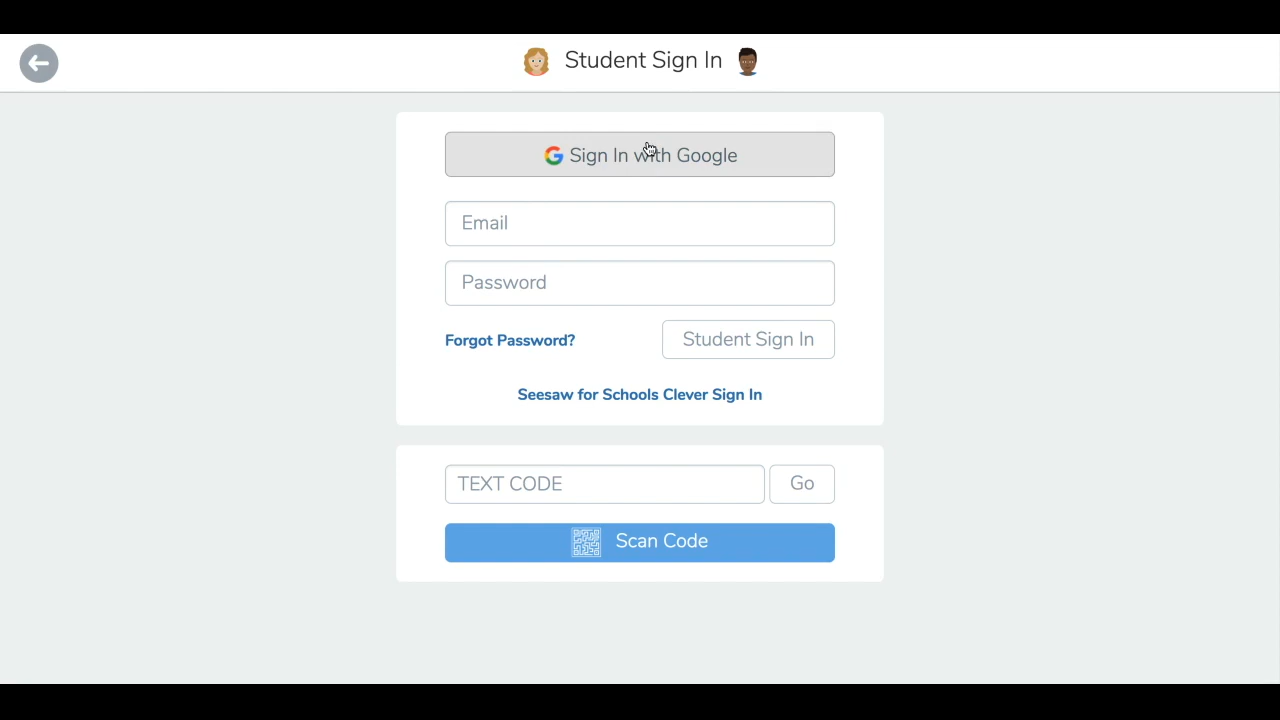 Student Sign In
Sign In with Google
Email
Password
Forgot Password?
Student Sign In
Seesaw for Schools Clever Sign In
TEXT CODE
Go
Scan Code